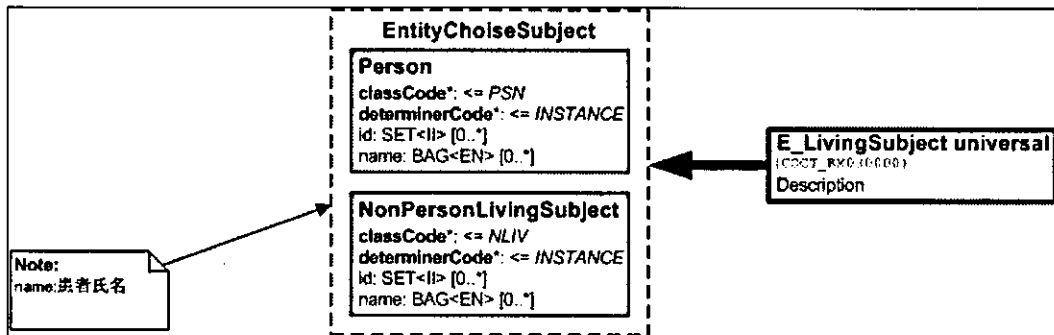 EntityChoiseSubject
Person
classCode*: <= PSN
determinerCode*: <= INSTANCE
id: SET<II> [0..*]
name: BAG<EN> [0..*]
E_LivingSubject universal
Description
NonPersonLivingSubject
classCode*: <= NLIV
determinerCode*: <= INSTANCE
id: SET<II> [0..*]
name: BAG<EN> [0..*]
Note:
name:患者氏名